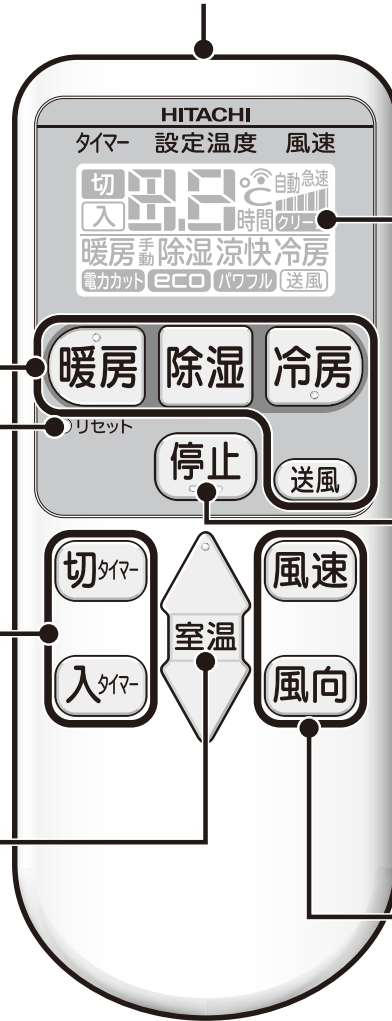 HITACHI
タイマー 設定温度 風速
切 8.8 ℃ 自動 急速
入 時間 クリーン
暖房 手動 除湿 涼快 冷房
電力カット eco パワフル 送風
暖房 除湿 冷房
リセット
停止 送風
切タイマー 風速
室温
入タイマー 風向